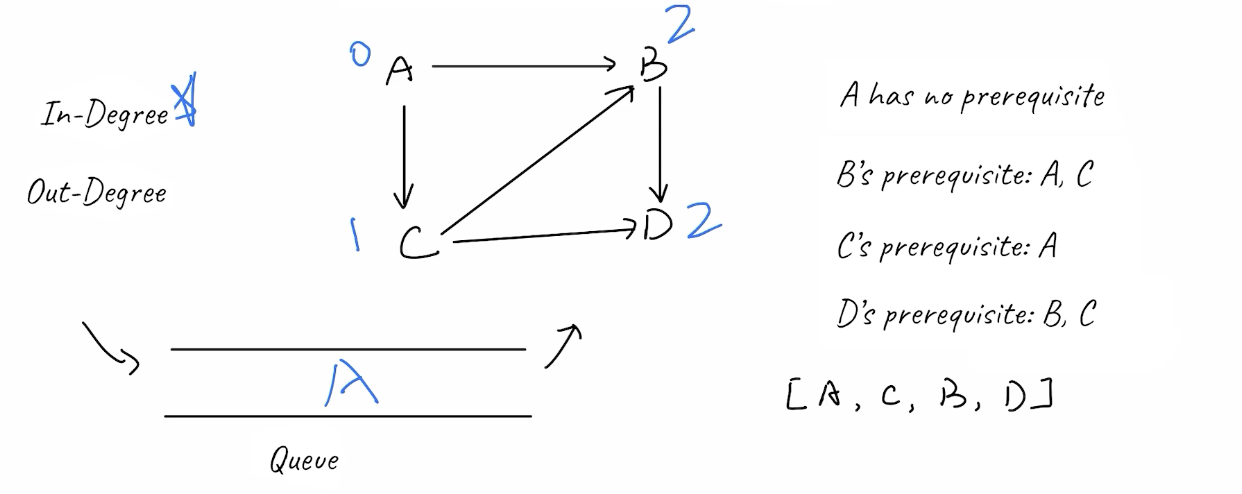 In-Degree
Out-Degree
0 A
B 2
1 C
D 2
A
Queue
A has no prerequisite
B's prerequisite: A, C
C's prerequisite: A
D's prerequisite: B, C
[A, C, B, D]